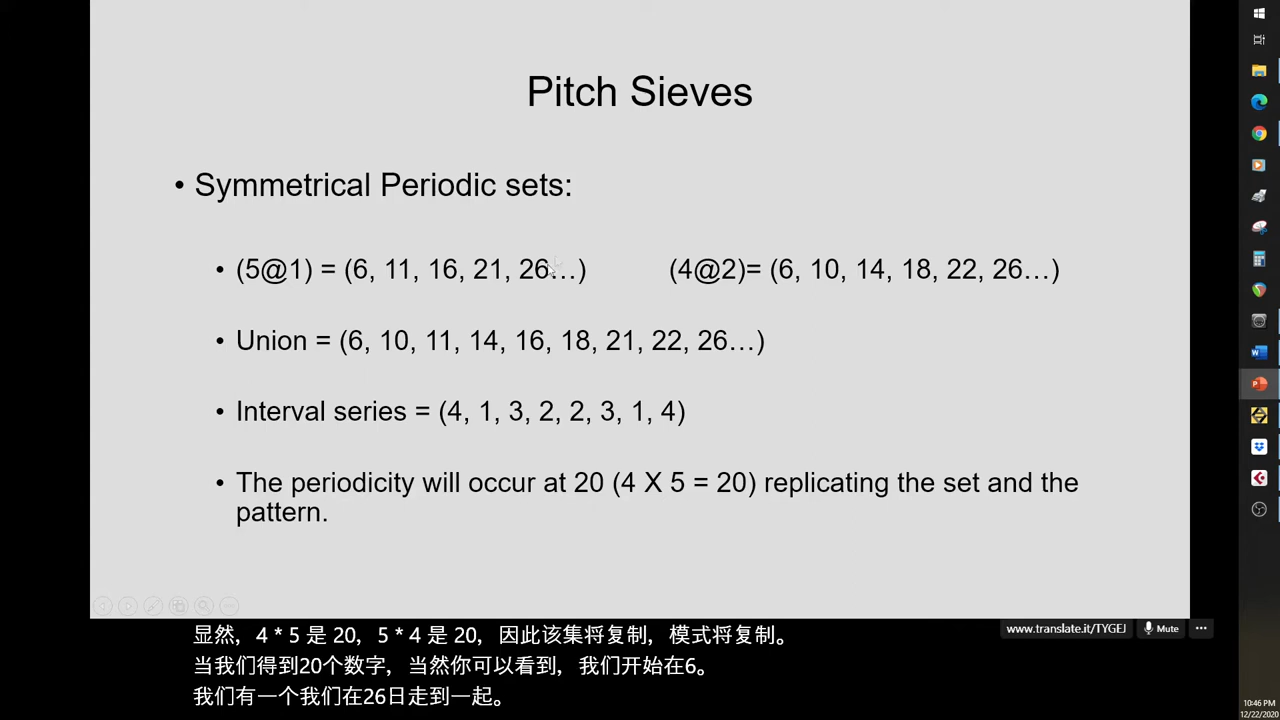 Pitch Sieves
• Symmetrical Periodic sets:
• (5@1) = (6, 11, 16, 21, 26…) (4@2)= (6, 10, 14, 18, 22, 26…)
• Union = (6, 10, 11, 14, 16, 18, 21, 22, 26…)
• Interval series = (4, 1, 3, 2, 2, 3, 1, 4)
• The periodicity will occur at 20 (4 X 5 = 20) replicating the set and the
pattern.
显然，4 * 5 是 20，5 * 4 是 20，因此该集将复制，模式将复制。
当我们得到20个数字，当然你可以看到，我们开始在6。
我们有一个我们在26日走到一起。
www.translate.it/TYGEJ Mute
10:46 PM
12/22/2020